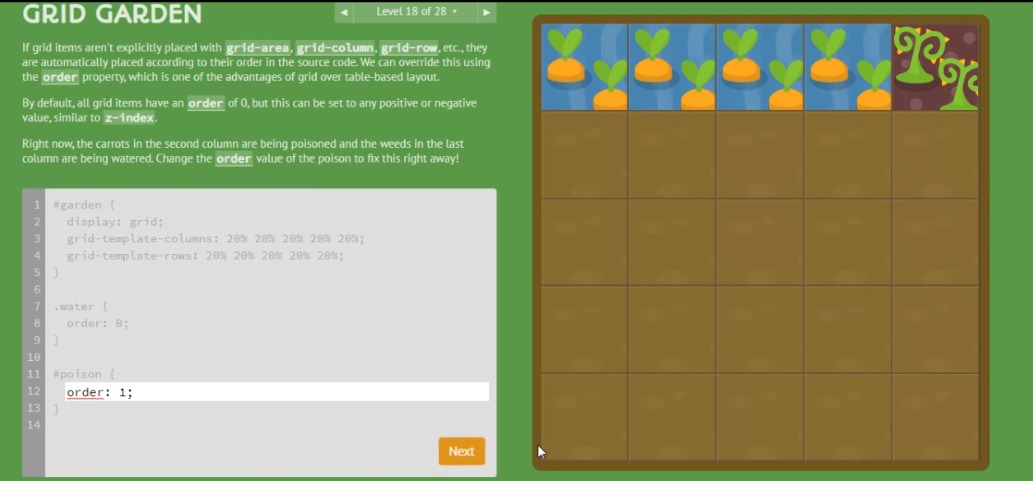 GRID GARDEN
◀ Level 18 of 28 ▾ ▶
If grid items aren't explicitly placed with grid-area, grid-column, grid-row, etc., they
are automatically placed according to their order in the source code. We can override this using
the order property, which is one of the advantages of grid over table-based layout.
By default, all grid items have an order of 0, but this can be set to any positive or negative
value, similar to z-index.
Right now, the carrots in the second column are being poisoned and the weeds in the last
column are being watered. Change the order value of the poison to fix this right away!
1 #garden {
2 display: grid;
3 grid-template-columns: 20% 20% 20% 20% 20%;
4 grid-template-rows: 20% 20% 20% 20% 20%;
5 }
6
7 .water {
8 order: 0;
9 }
10
11 #poison {
12 order: 1;
13 }
14
Next